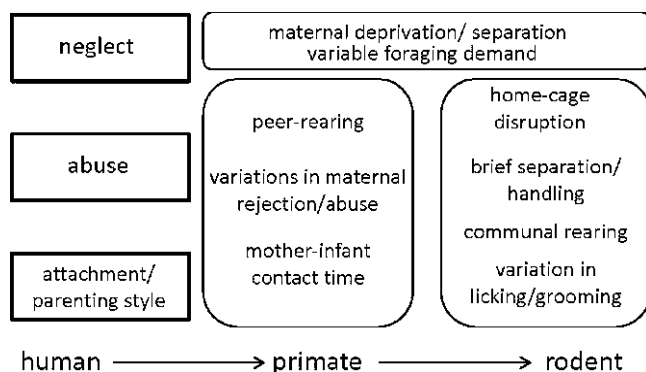 neglect
maternal deprivation/ separation
variable foraging demand
abuse
attachment/
parenting style
peer-rearing
variations in maternal
rejection/abuse
mother-infant
contact time
home-cage
disruption
brief separation/
handling
communal rearing
variation in
licking/grooming
human primate rodent